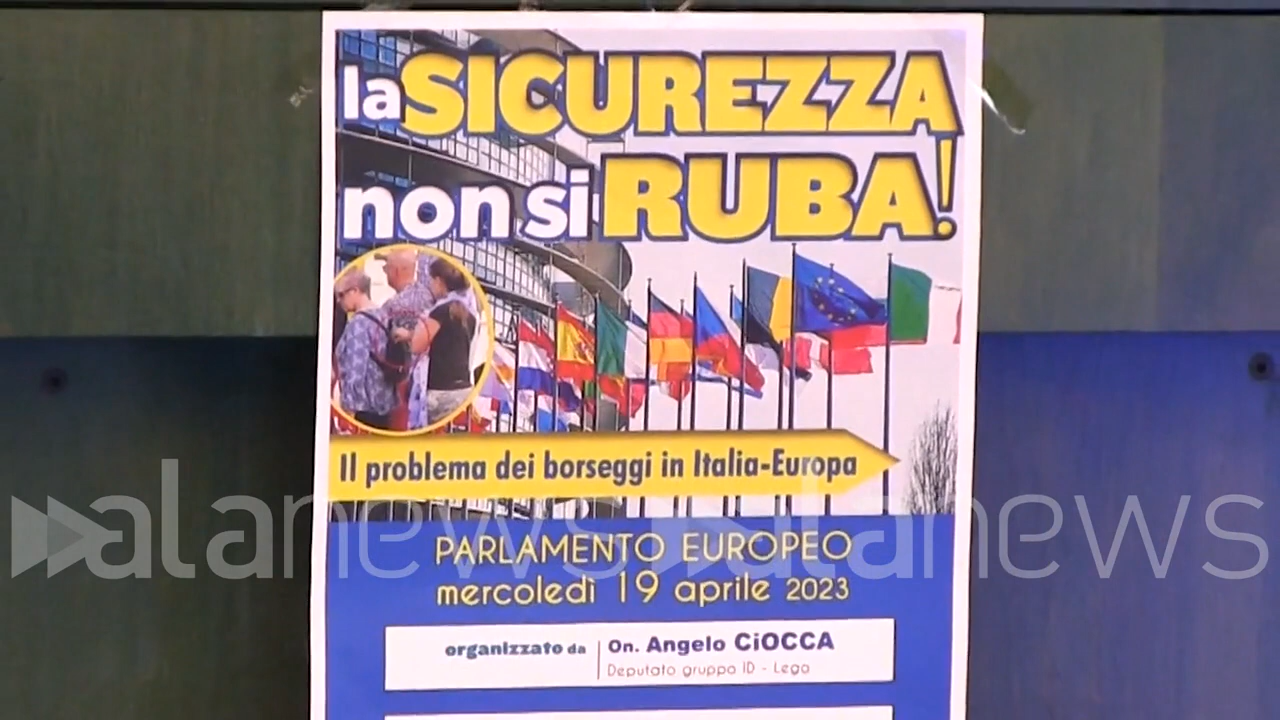 la SICUREZZA
non si RUBA!
Il problema dei borseggi in Italia-Europa
alanews alanews
PARLAMENTO EUROPEO
mercoledì 19 aprile 2023
organizzato da On. Angelo CiOCCA
Deputato gruppo ID - Lega